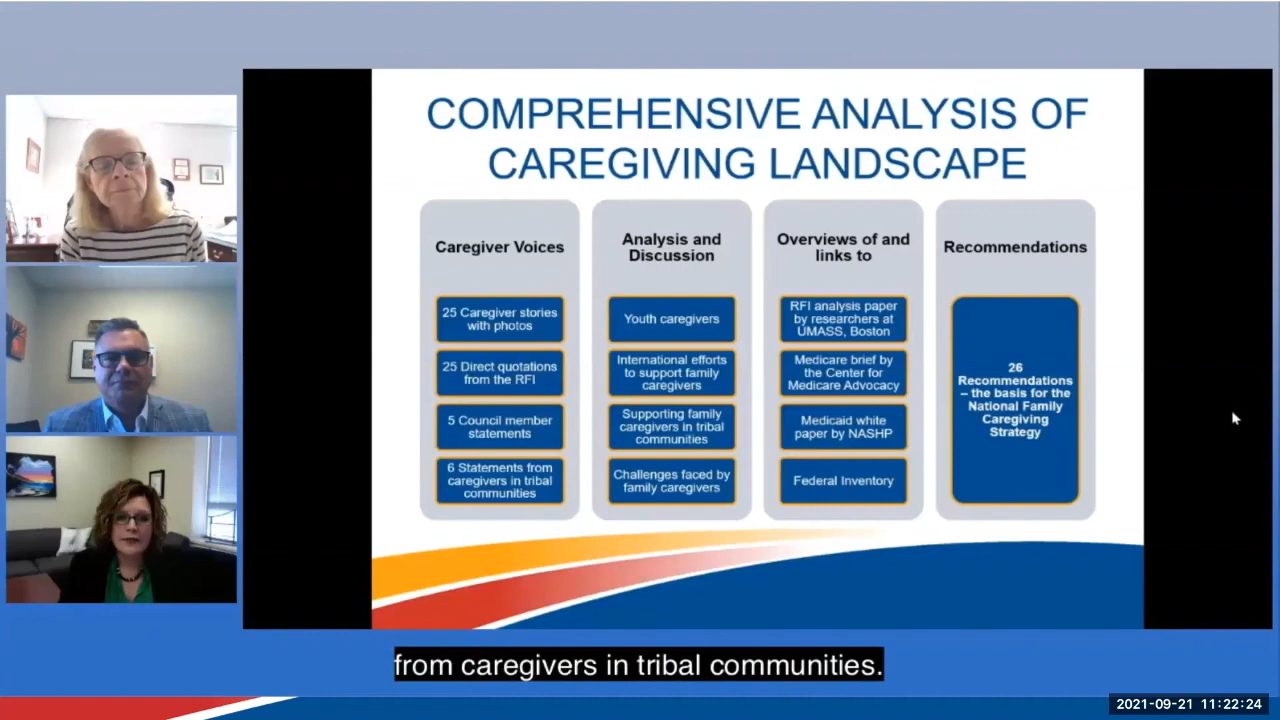 COMPREHENSIVE ANALYSIS OF
CAREGIVING LANDSCAPE
Caregiver Voices
25 Caregiver stories
with photos
25 Direct quotations
from the RFI
5 Council member
statements
6 Statements from
caregivers in tribal
communities
Analysis and
Discussion
Youth caregivers
International efforts
to support family
caregivers
Supporting family
caregivers in tribal
communities
Challenges faced by
family caregivers
Overviews of and
links to
RFI analysis paper
by researchers at
UMASS, Boston
Medicare brief by
the Center for
Medicare Advocacy
Medicaid white
paper by NASHP
Federal Inventory
Recommendations
26
Recommendations
– the basis for the
National Family
Caregiving
Strategy
from caregivers in tribal communities.
2021-09-21 11:22:24